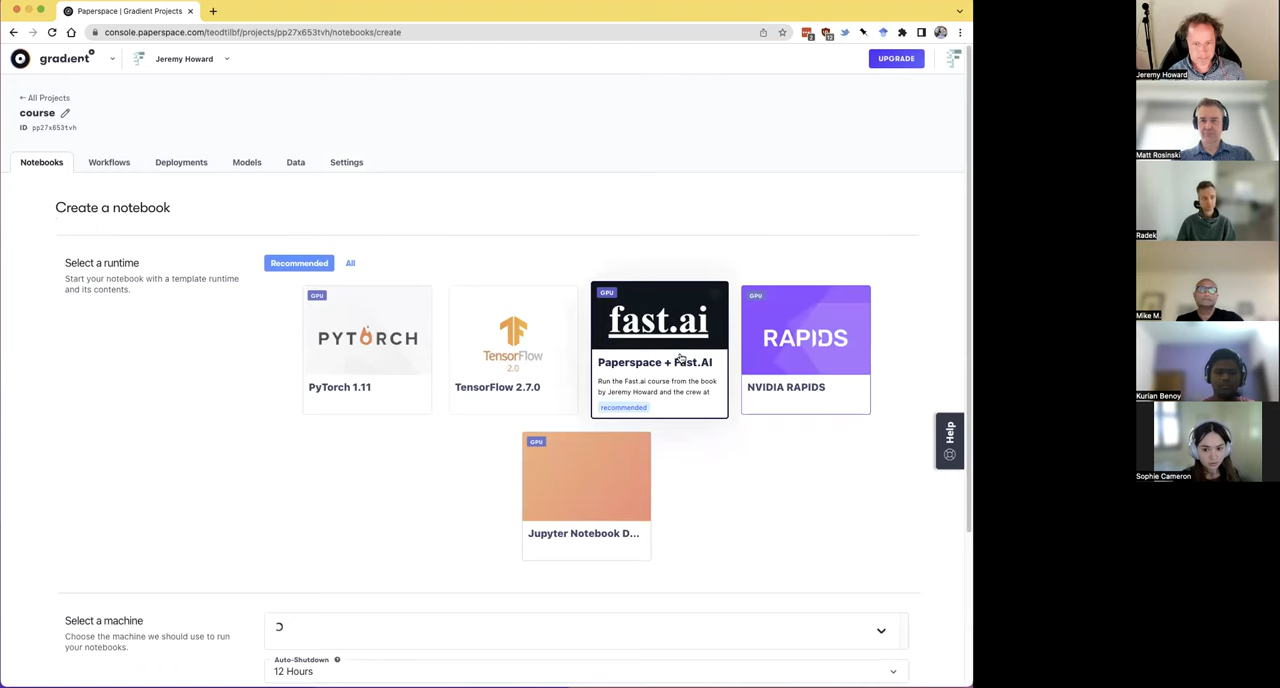 Paperspace | Gradient Projects
console.paperspace.com/teodtilbf/projects/pp27x653tvh/notebooks/create
gradient
Jeremy Howard
UPGRADE
← All Projects
course
ID pp27x653tvh
Notebooks
Workflows
Deployments
Models
Data
Settings
Create a notebook
Select a runtime
Start your notebook with a template runtime
and its contents.
Recommended
All
GPU
PYTORCH
PyTorch 1.11
TensorFlow
2.0
TensorFlow 2.7.0
GPU
fast.ai
Paperspace + Fast.AI
Run the Fast.ai course from the book
by Jeremy Howard and the crew at
recommended
GPU
RAPIDS
NVIDIA RAPIDS
GPU
Jupyter Notebook D...
Help
Select a machine
Choose the machine we should use to run
your notebooks.
Auto-Shutdown
12 Hours
Jeremy Howard
Matt Rosinski
Radek
Mike M.
Kurian Benoy
Sophie Cameron